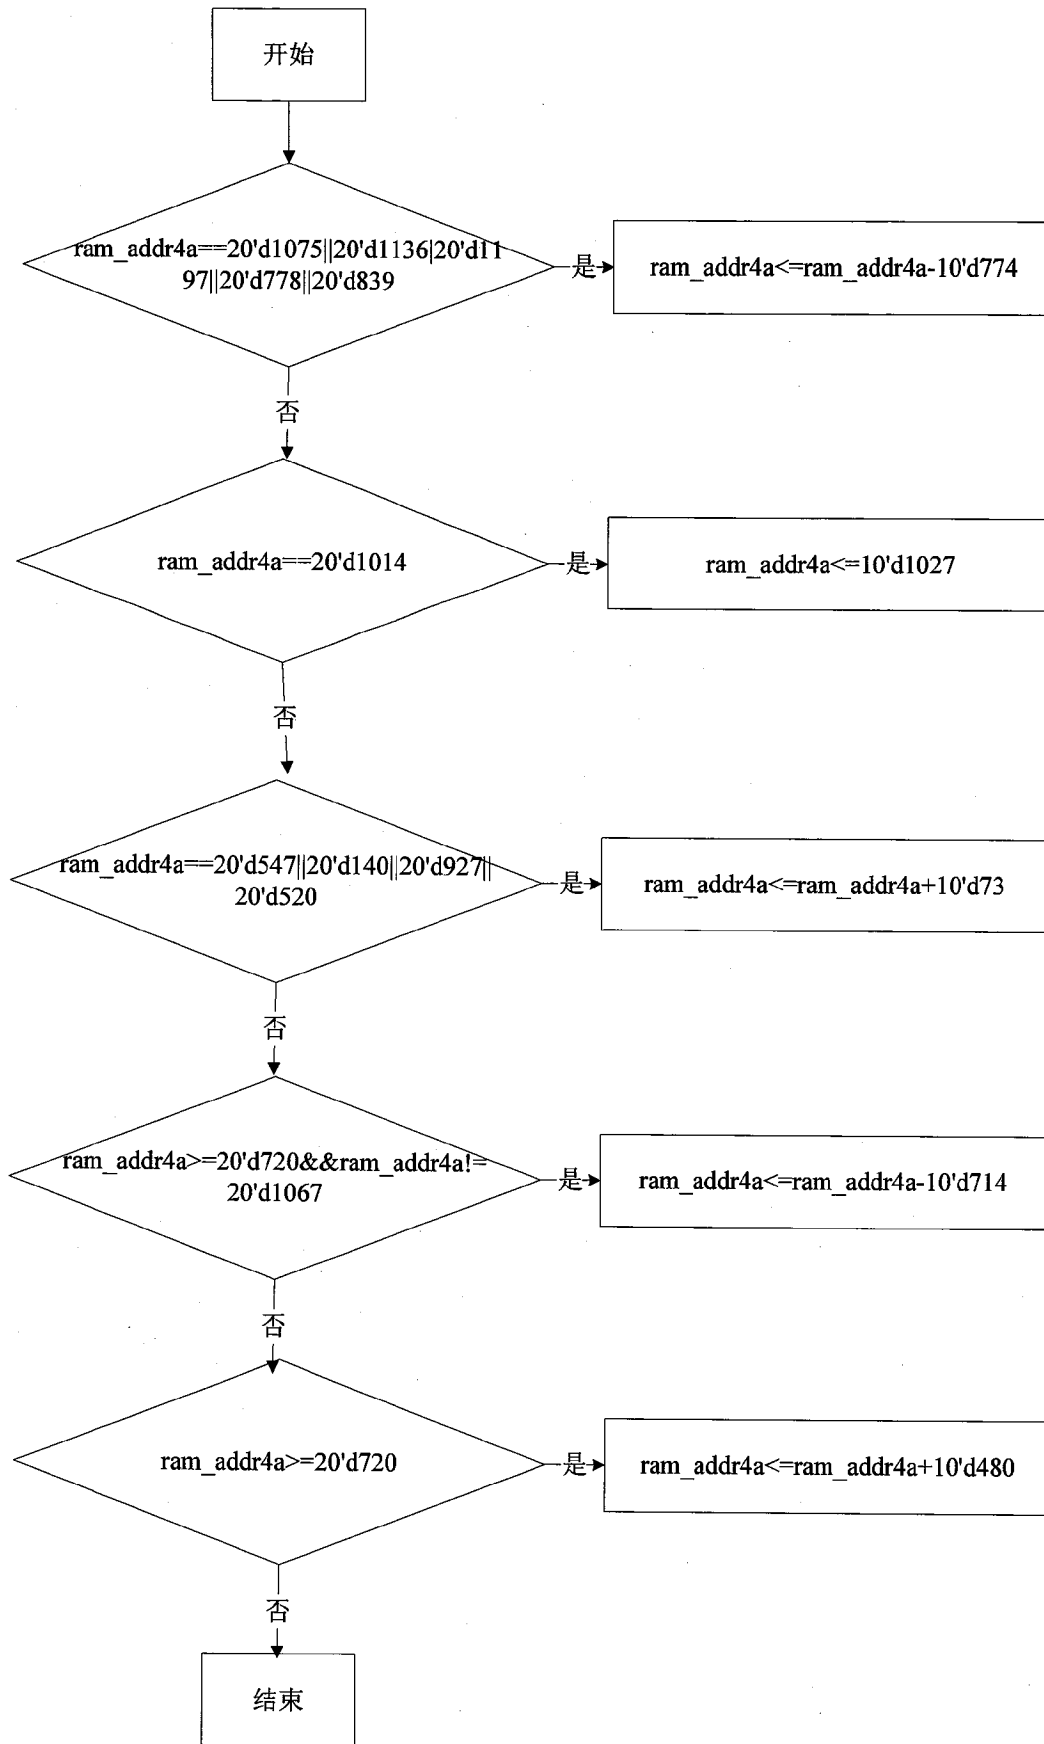 开始
ram_addr4a==20'd1075||20'd1136|20'd11
97||20'd778||20'd839
是
ram_addr4a<=ram_addr4a-10'd774
否
ram_addr4a==20'd1014
是
ram_addr4a<=10'd1027
否
ram_addr4a==20'd547||20'd140||20'd927||
20'd520
是
ram_addr4a<=ram_addr4a+10'd73
否
ram_addr4a>=20'd720&&ram_addr4a!=
20'd1067
是
ram_addr4a<=ram_addr4a-10'd714
否
ram_addr4a>=20'd720
是
ram_addr4a<=ram_addr4a+10'd480
否
结束